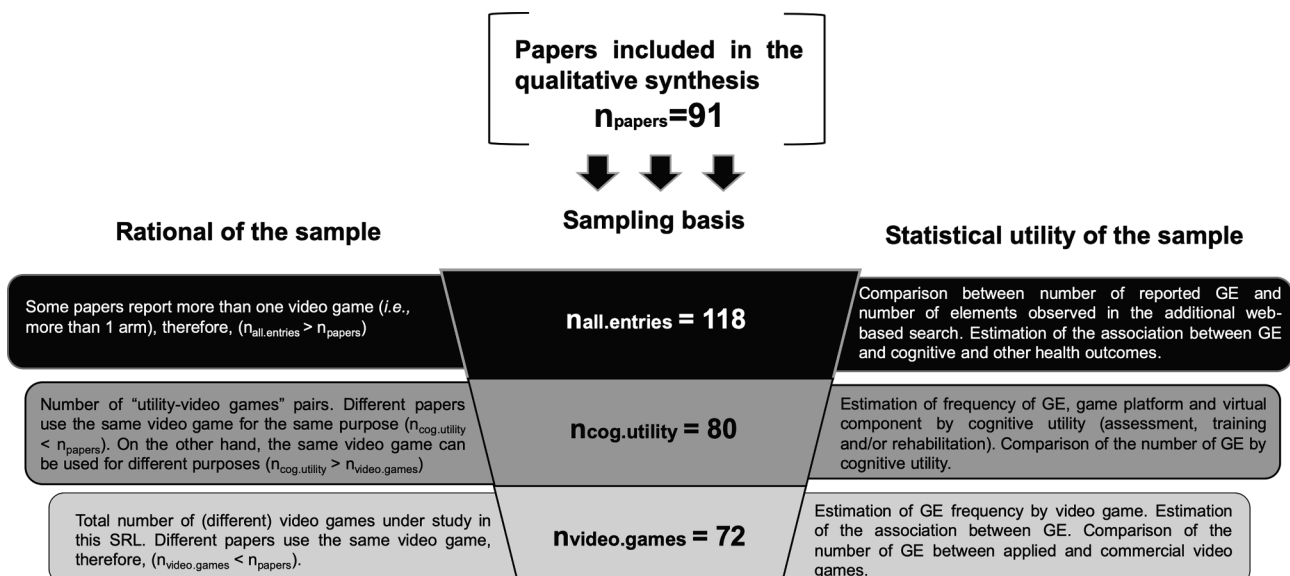 Papers included in the
qualitative synthesis
npapers=91
Sampling basis
Rational of the sample
Statistical utility of the sample
Some papers report more than one video game (i.e.,
more than 1 arm), therefore, (nall.entries > npapers)
nall.entries = 118
Comparison between number of reported GE and
number of elements observed in the additional web-
based search. Estimation of the association between GE
and cognitive and other health outcomes.
Number of “utility-video games” pairs. Different papers
use the same video game for the same purpose (ncog.utility
< npapers). On the other hand, the same video game can
be used for different purposes (ncog.utility > nvideo.games)
ncog.utility = 80
Estimation of frequency of GE, game platform and virtual
component by cognitive utility (assessment, training
and/or rehabilitation). Comparison of the number of GE by
cognitive utility.
Total number of (different) video games under study in
this SRL. Different papers use the same video game,
therefore, (nvideo.games < npapers).
nvideo.games = 72
Estimation of GE frequency by video game. Estimation
of the association between GE. Comparison of the
number of GE between applied and commercial video
games.